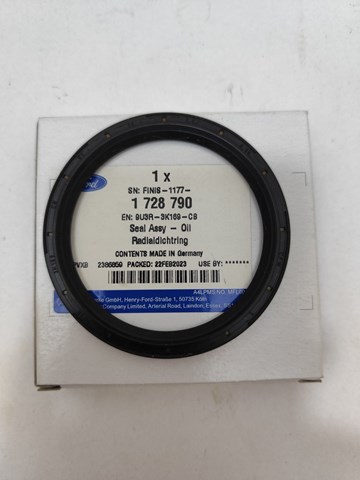 1 x
SN: FINIS-1177-
1 728 790
EN: 9U3R-3K169-CB
Seal Assy - Oil
Radialdichtring
CONTENTS MADE IN Germany
2386859 PACKED: 22FEB2023 USE BY: *******
GmbH, Henry-Ford-Straße 1, 50735 Köln
Company Limited, Arterial Road, Laindon, Essex